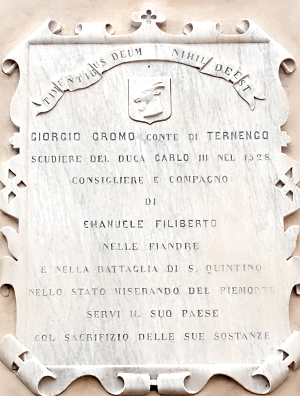 TIMENTIBUS DEUM NIHIL DEEST
GIORGIO GROMO CONTE DI TERNENGO
SCUDIERE DEL DUCA CARLO III NEL 1528
CONSIGLIERE E COMPAGNO
DI
EMANUELE FILIBERTO
NELLE FIANDRE
E NELLA BATTAGLIA DI S. QUINTINO
NELLO STATO MISERANDO DEL PIEMONTE
SERVI IL SUO PAESE
COL SACRIFIZIO DELLE SUE SOSTANZE